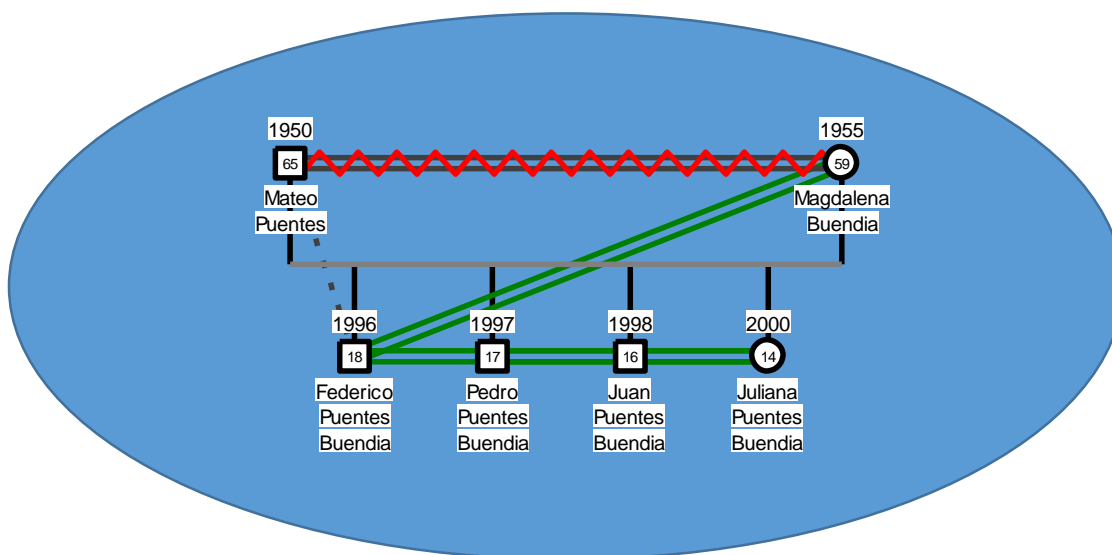 1950
1955
65
59
Mateo
Puentes
Magdalena
Buendia
1996
1997
1998
2000
18
17
16
14
Federico
Puentes
Buendia
Pedro
Puentes
Buendia
Juan
Puentes
Buendia
Juliana
Puentes
Buendia